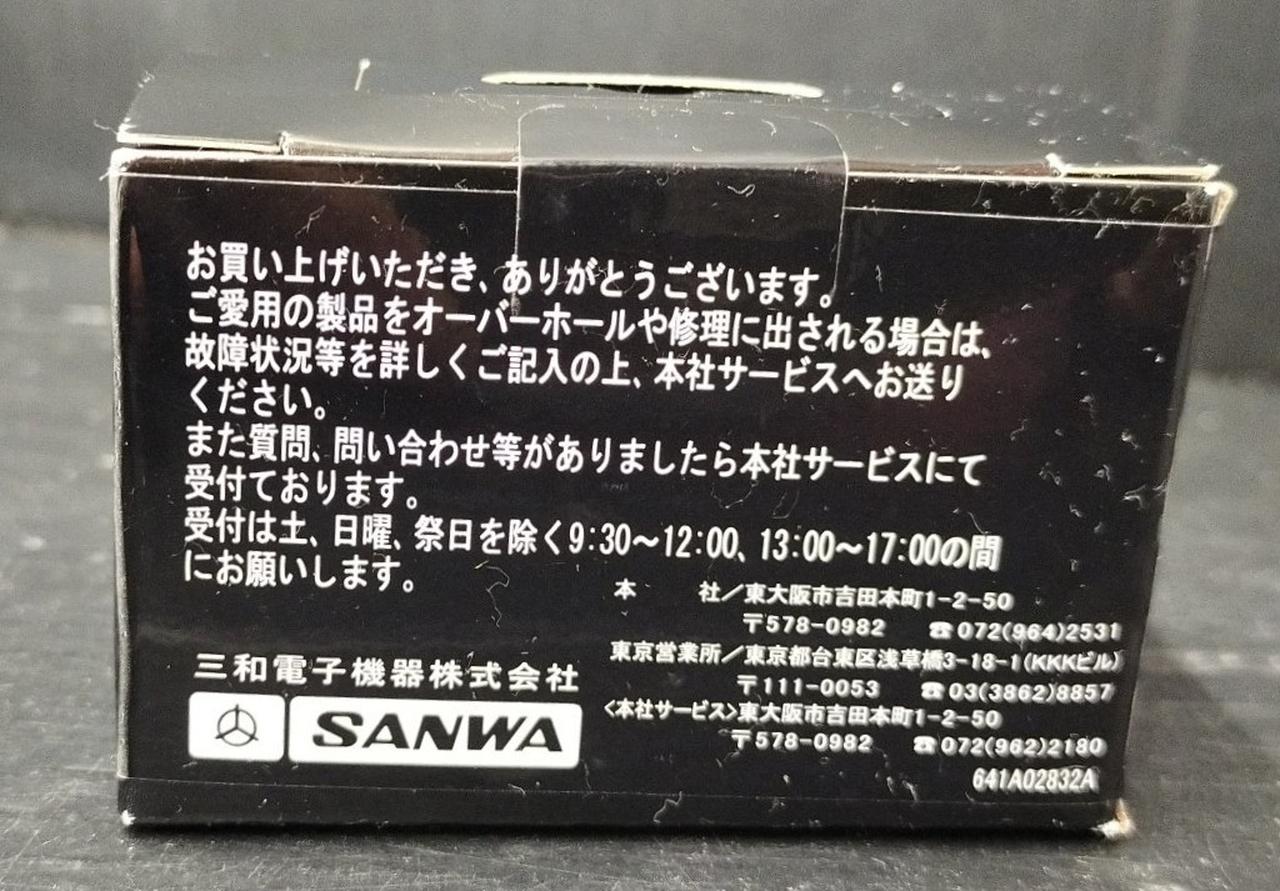 お買い上げいただき、ありがとうございます。
ご愛用の製品をオーバーホールや修理に出される場合は、
故障状況等を詳しくご記入の上、本社サービスへお送り
ください。
また質問、問い合わせ等がありましたら本社サービスにて
受付ております。
受付は土、日曜、祭日を除く9:30〜12:00、13:00〜17:00の間
にお願いします。
本　　社／東大阪市吉田本町1-2-50
〒578-0982　☎072(964)2531
東京営業所／東京都台東区浅草橋3-18-1(KKKビル)
〒111-0053　☎03(3862)8857
<本社サービス>東大阪市吉田本町1-2-50
〒578-0982　☎072(962)2180
641A02832A
三和電子機器株式会社
SANWA